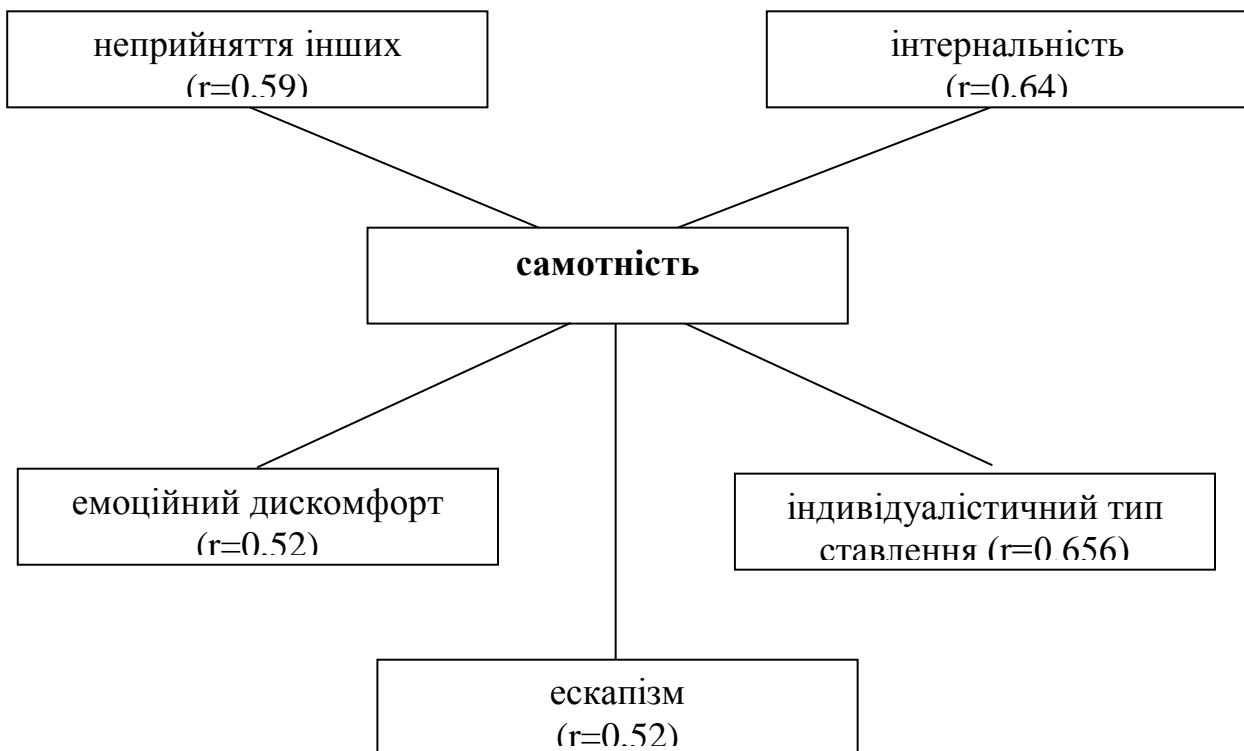 неприйняття інших
(r=0.59)
інтернальність
(r=0.64)
самотність
емоційний дискомфорт
(r=0.52)
індивідуалістичний тип
ставлення (r=0.656)
ескапізм
(r=0.52)